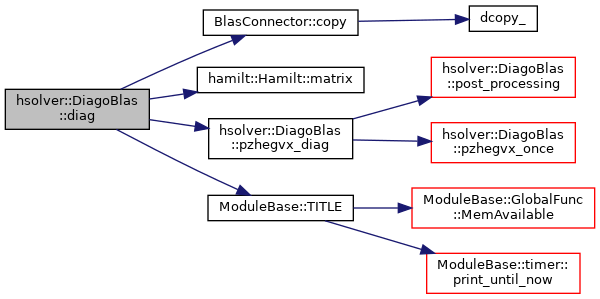 hsolver::DiagoBlas
::diag
BlasConnector::copy
dcopy_
hamilt::Hamilt::matrix
hsolver::DiagoBlas
::pzhegvx_diag
hsolver::DiagoBlas
::post_processing
hsolver::DiagoBlas
::pzhegvx_once
ModuleBase::TITLE
ModuleBase::GlobalFunc
::MemAvailable
ModuleBase::timer::
print_until_now